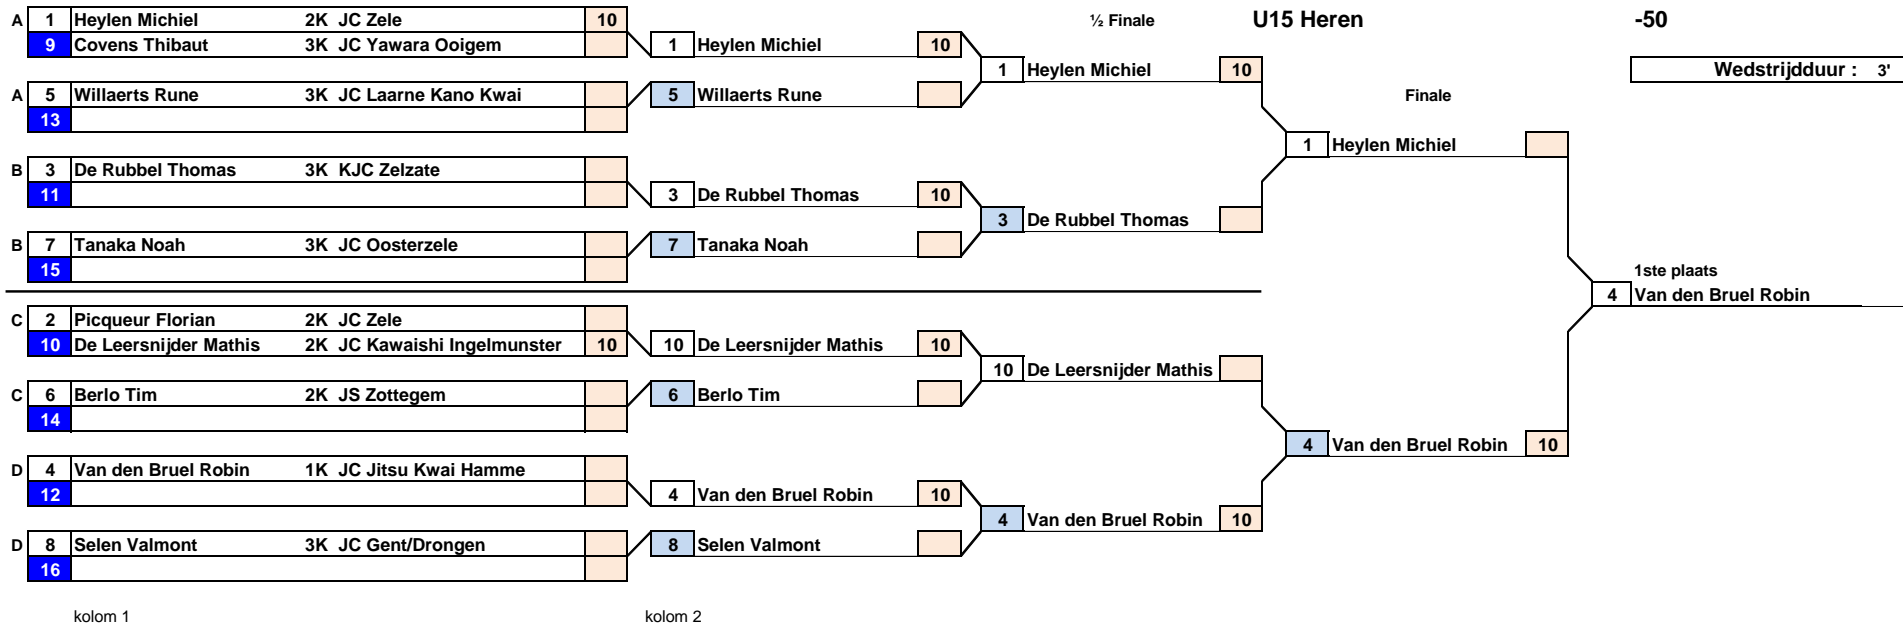 A 1 Heylen Michiel 2K JC Zele 10 ½ Finale U15 Heren -50
9 Covens Thibaut 3K JC Yawara Ooigem 1 Heylen Michiel 10
1 Heylen Michiel 10 Wedstrijdduur : 3'
A 5 Willaerts Rune 3K JC Laarne Kano Kwai 5 Willaerts Rune Finale
13
1 Heylen Michiel
B 3 De Rubbel Thomas 3K KJC Zelzate
11 3 De Rubbel Thomas 10
3 De Rubbel Thomas
B 7 Tanaka Noah 3K JC Oosterzele 7 Tanaka Noah
15 1ste plaats
4 Van den Bruel Robin
C 2 Picqueur Florian 2K JC Zele
10 De Leersnijder Mathis 2K JC Kawaishi Ingelmunster 10 10 De Leersnijder Mathis 10
10 De Leersnijder Mathis
C 6 Berlo Tim 2K JS Zottegem 6 Berlo Tim
14
4 Van den Bruel Robin 10
D 4 Van den Bruel Robin 1K JC Jitsu Kwai Hamme
12 4 Van den Bruel Robin 10
4 Van den Bruel Robin 10
D 8 Selen Valmont 3K JC Gent/Drongen 8 Selen Valmont
16
kolom 1 kolom 2